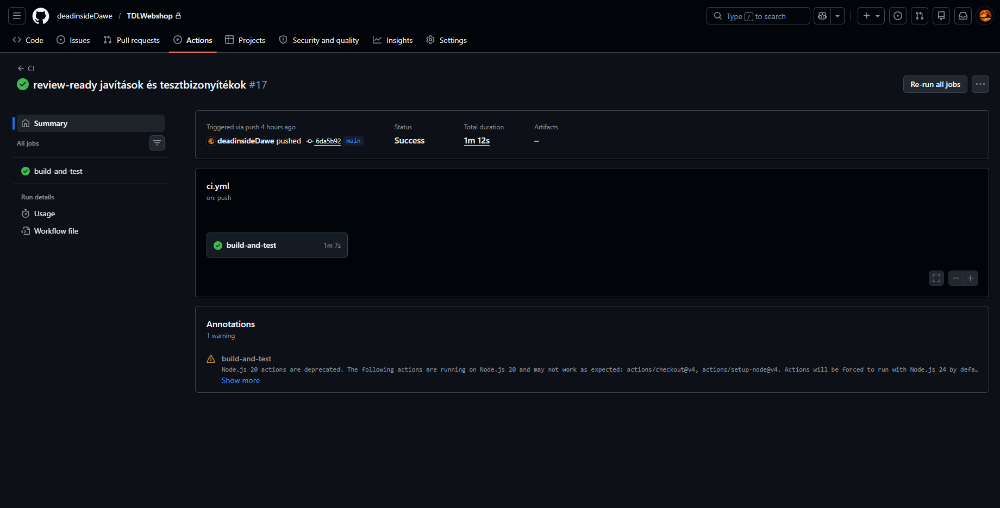 deadinsideDawe / TDLWebshop
Type / to search
Code Issues Pull requests Actions Projects Security and quality Insights Settings
CI
review-ready javítások és tesztbizonyítékok #17
Re-run all jobs
Summary
All jobs
build-and-test
Run details
Usage
Workflow file
Triggered via push 4 hours ago
deadinsideDawe pushed 6da5b92 main
Status
Success
Total duration
1m 12s
Artifacts
–
ci.yml
on: push
build-and-test 1m 7s
Annotations
1 warning
build-and-test
Node.js 20 actions are deprecated. The following actions are running on Node.js 20 and may not work as expected: actions/checkout@v4, actions/setup-node@v4. Actions will be forced to run with Node.js 24 by defa…
Show more